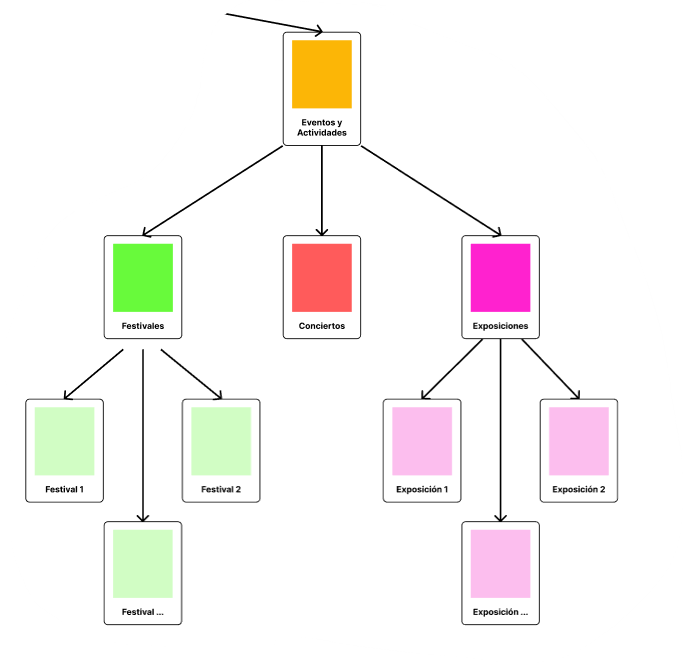 Eventos y
Actividades
Festivales
Conciertos
Exposiciones
Festival 1
Festival 2
Exposición 1
Exposición 2
Festival ...
Exposición ...